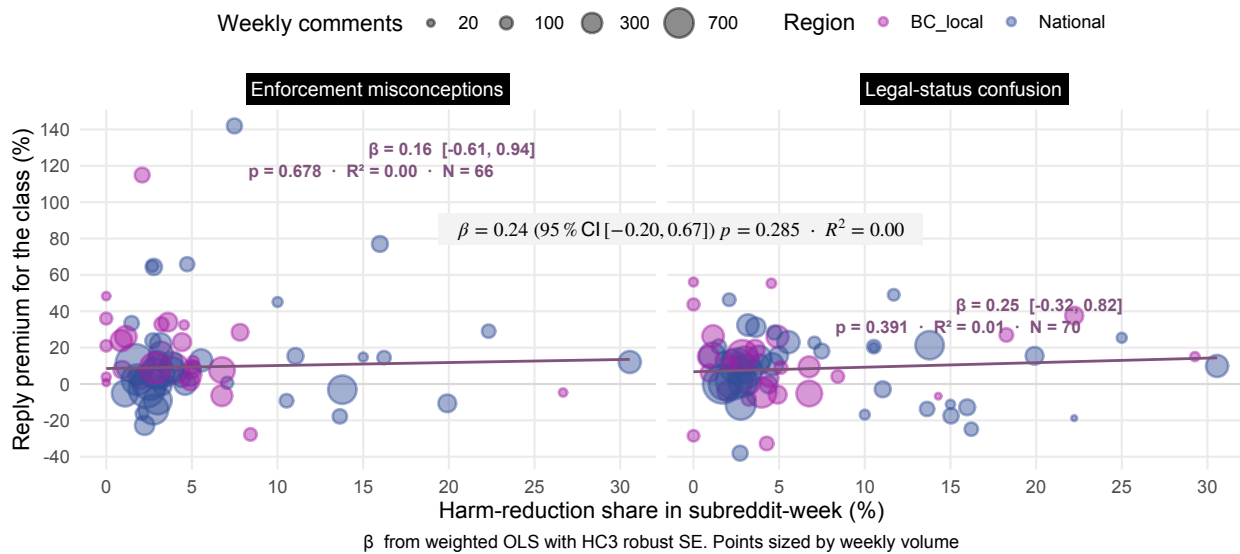 Weekly comments 20 100 300 700 Region BC_local National
Enforcement misconceptions Legal-status confusion
Reply premium for the class (%)
140
120
100
80
60
40
20
0
-20
-40
β = 0.16 [-0.61, 0.94]
p = 0.678 · R² = 0.00 · N = 66
β = 0.24 (95 % CI [−0.20, 0.67]) p = 0.285 · R² = 0.00
β = 0.25 [-0.32, 0.82]
p = 0.391 · R² = 0.01 · N = 70
0 5 10 15 20 25 30 0 5 10 15 20 25 30
Harm-reduction share in subreddit-week (%)
β from weighted OLS with HC3 robust SE. Points sized by weekly volume